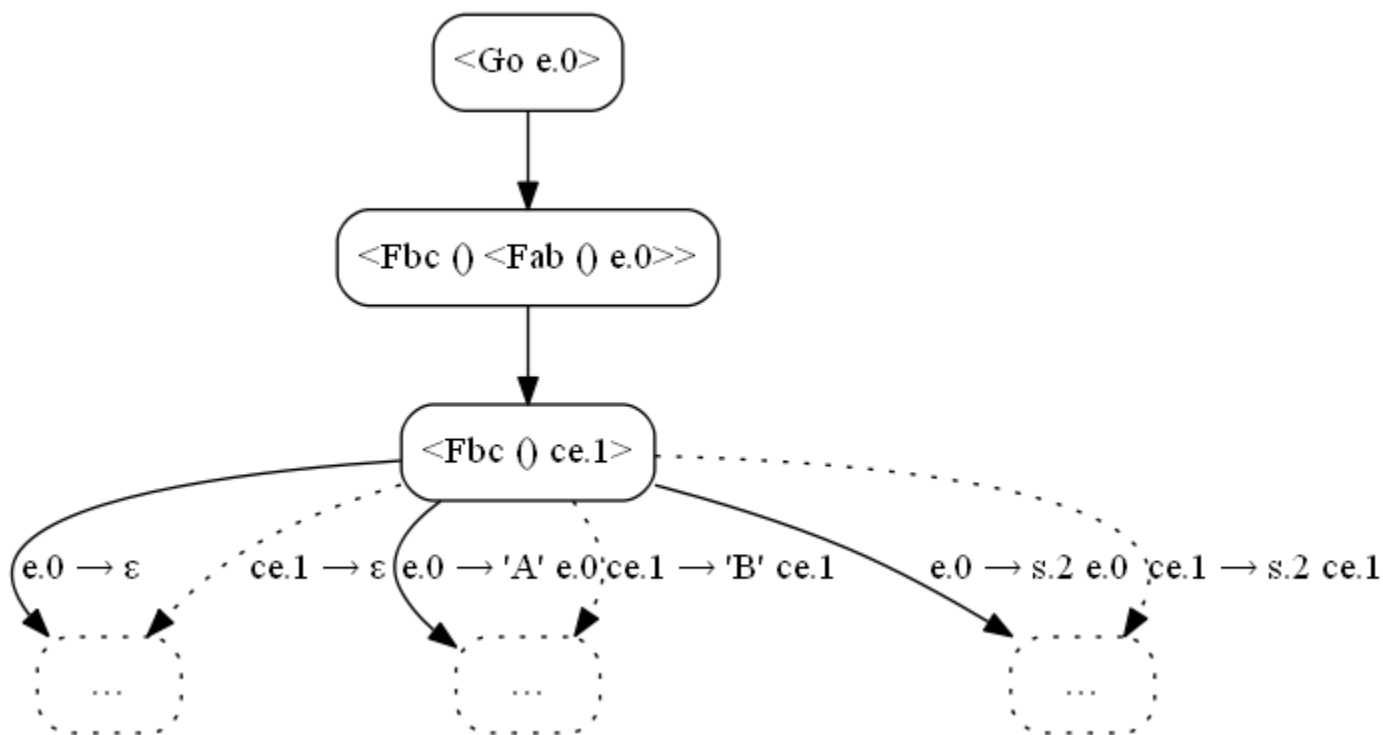 <Go e.0>
<Fbc () <Fab () e.0>>
<Fbc () ce.1>
e.0 → ε
ce.1 → ε
e.0 → 'A' e.0
ce.1 → 'B' ce.1
e.0 → s.2 e.0
ce.1 → s.2 ce.1
...
...
...